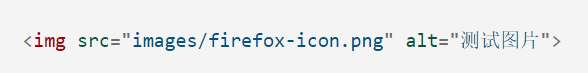 <img src="images/firefox-icon.png" alt="测试图片">